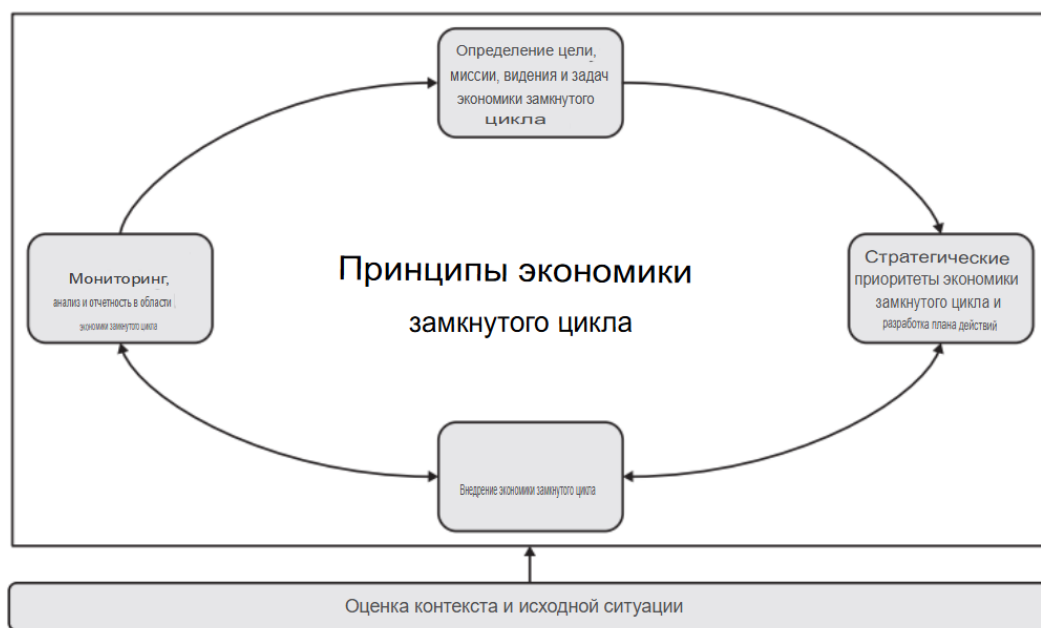 Определение цели,
миссии, видения и задач
экономики замкнутого
цикла
Мониторинг,
анализ и отчетность в области
экономики замкнутого цикла
Принципы экономики
замкнутого цикла
Стратегические
приоритеты экономики
замкнутого цикла и
разработка плана действий
Внедрение экономики замкнутого цикла
Оценка контекста и исходной ситуации